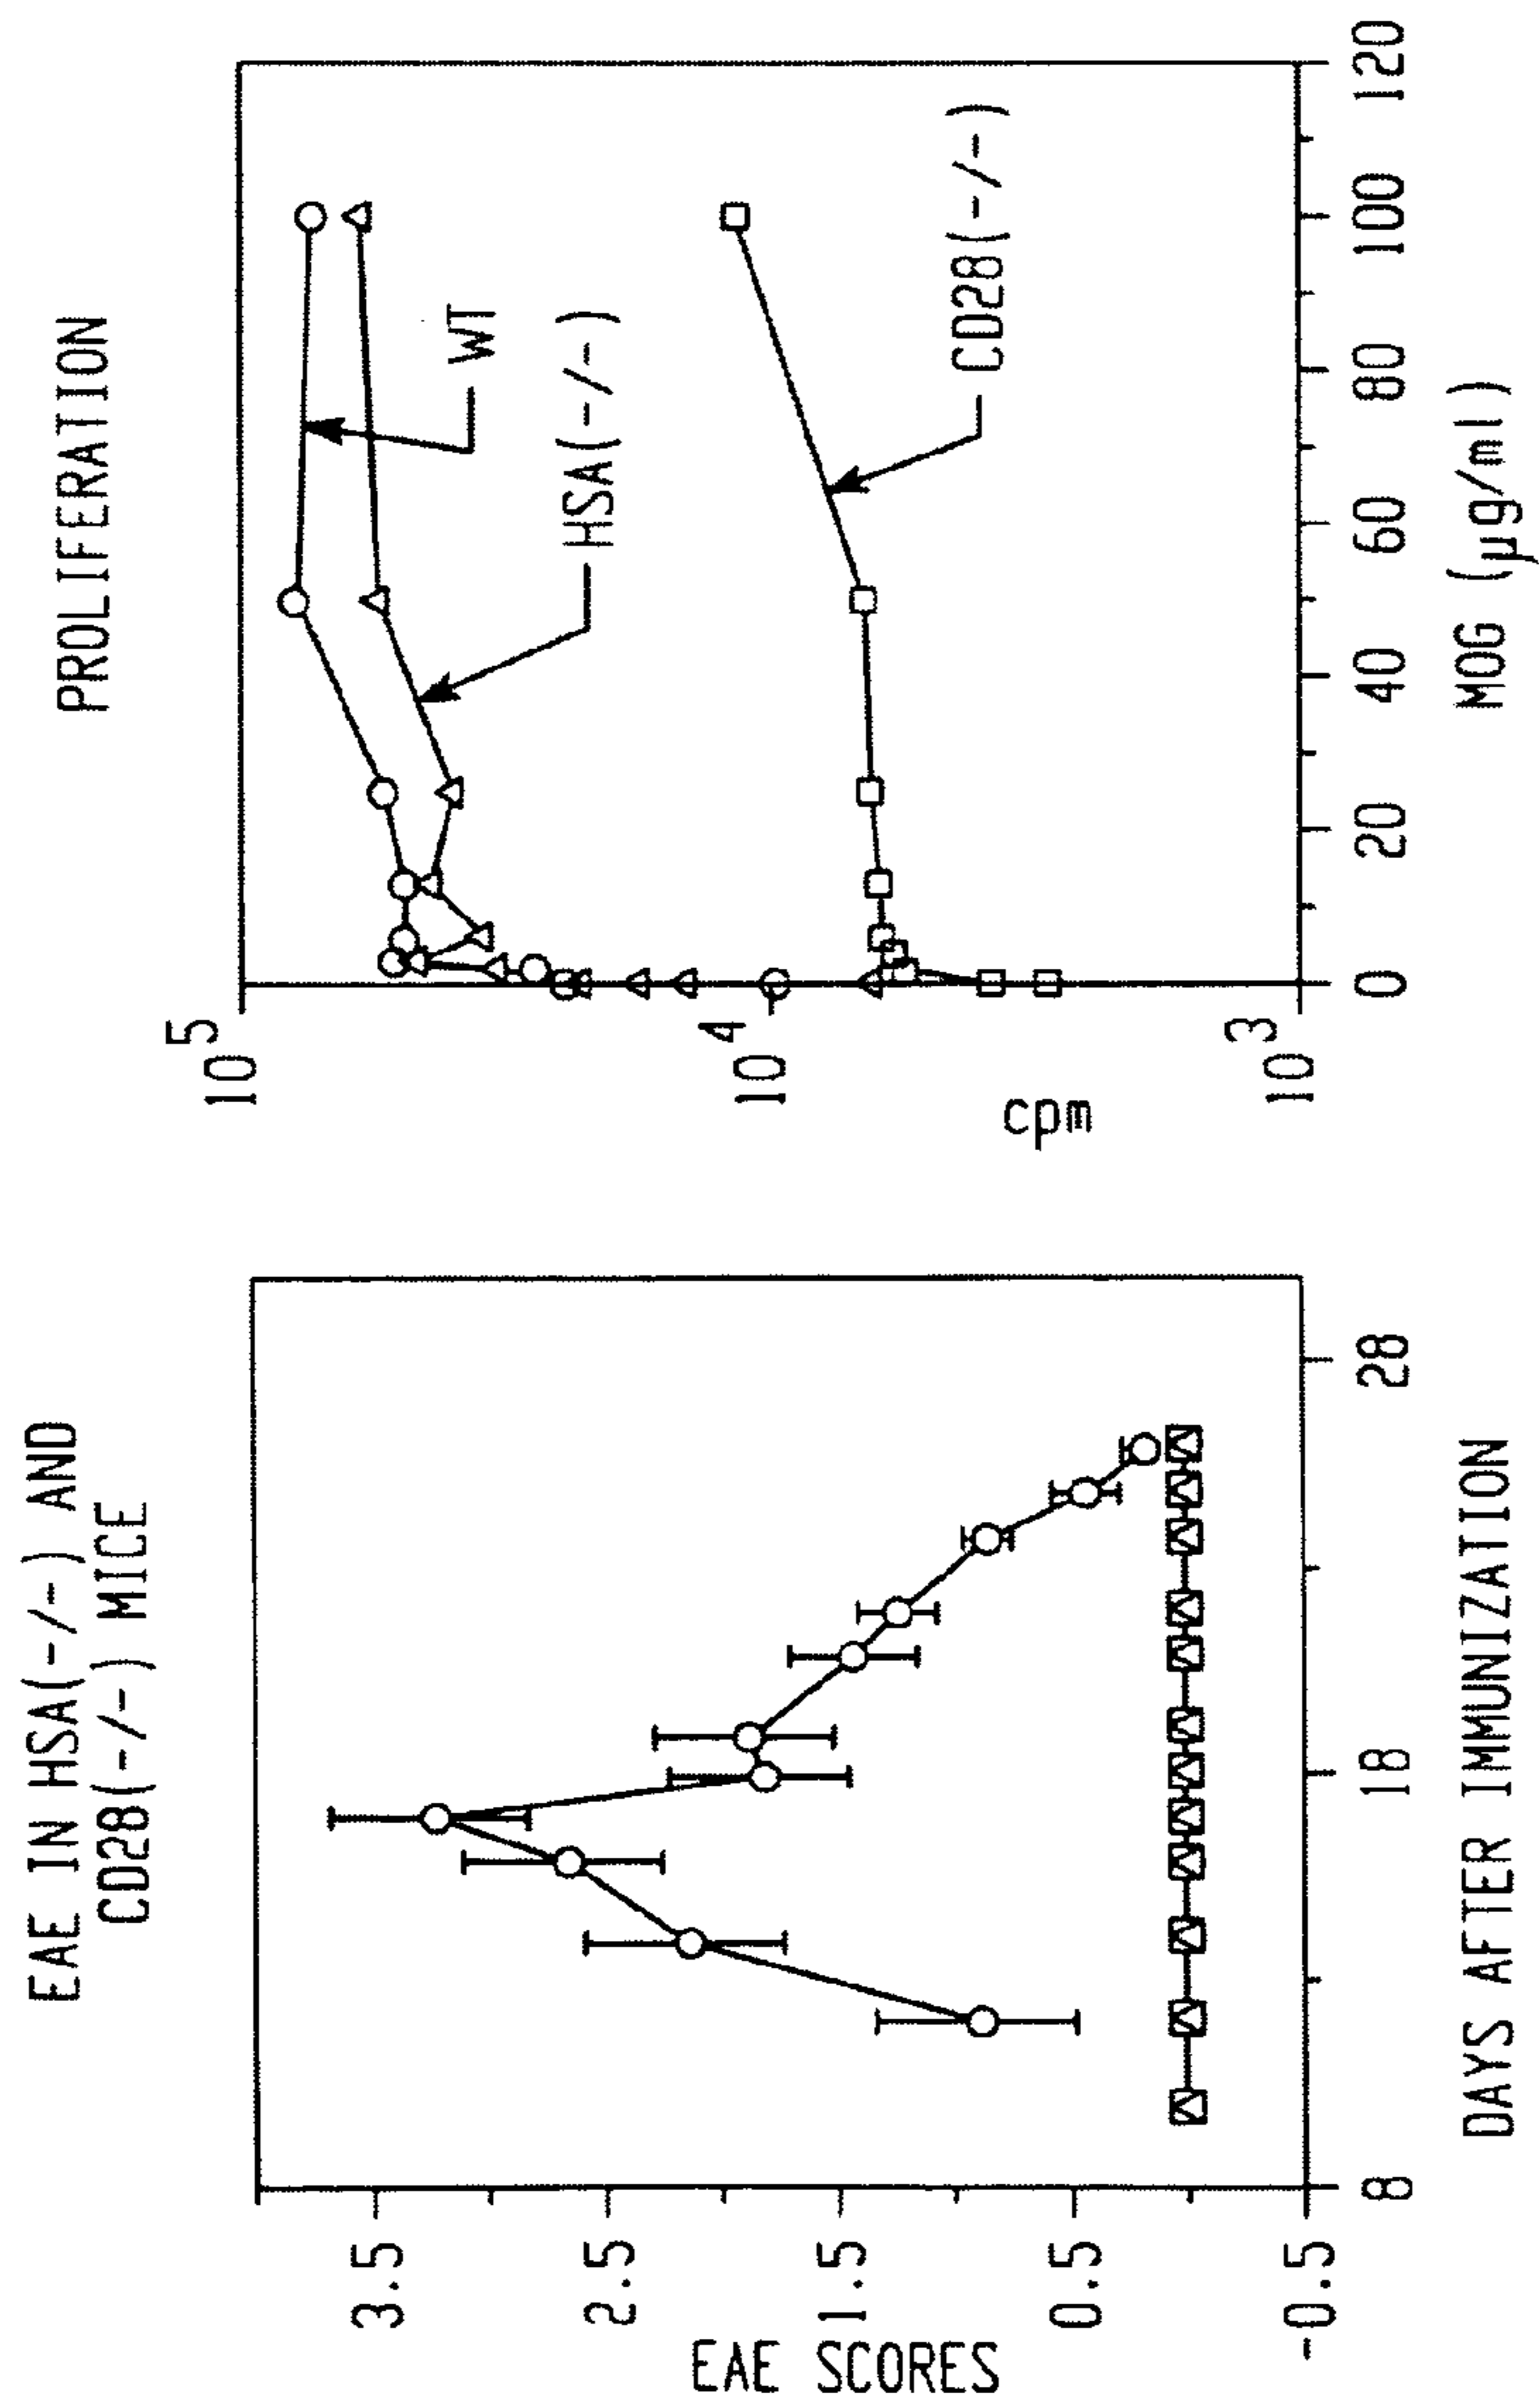 EAE IN HSA(-/-) AND
CD28(-/-) MICE
3.5
2.5
1.5
0.5
-0.5
EAE SCORES
8
18
28
DAYS AFTER IMMUNIZATION
PROLIFERATION
10^5
10^4
10^3
cpm
WT
HSA(-/-)
CD28(-/-)
0
20
40
60
80
100
120
MOG (µg/ml)